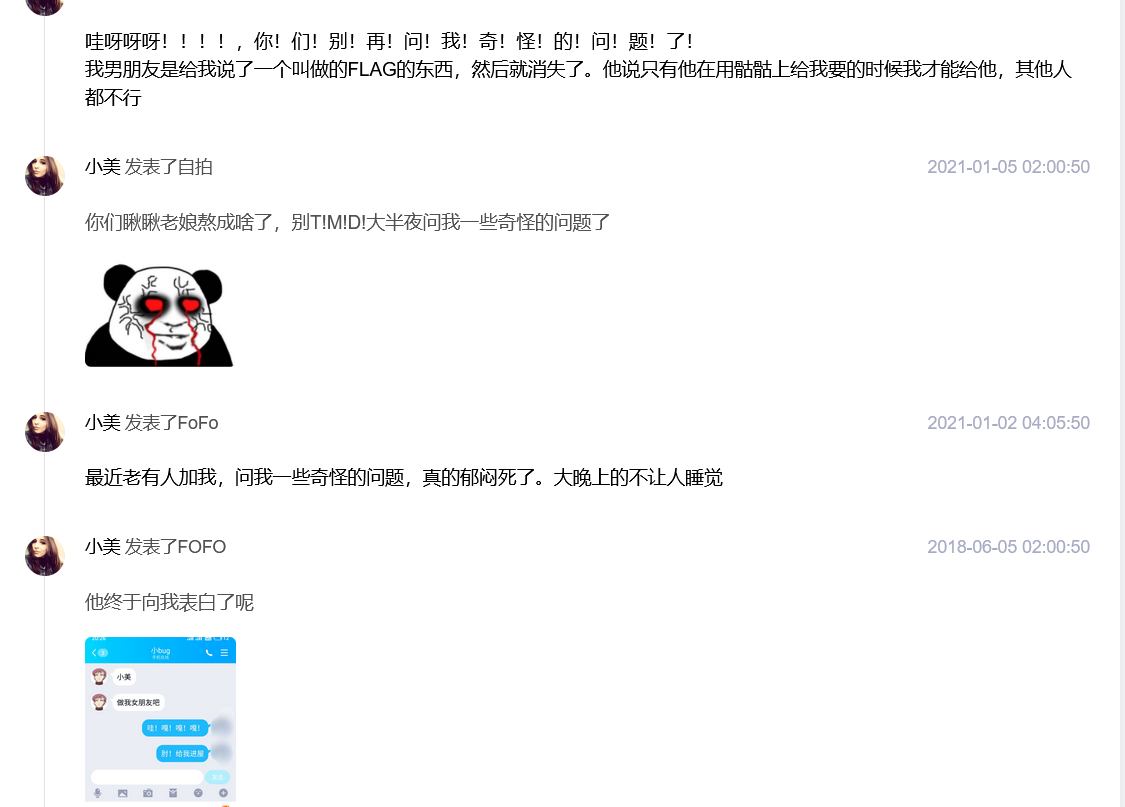 哇呀呀呀！！！！，你！们！别！再！问！我！奇！怪！的！问！题！了！
我男朋友是给我说了一个叫做的FLAG的东西，然后就消失了。他说只有他在用骷骷上给我要的时候我才能给他，其他人
都不行
小美 发表了自拍
2021-01-05 02:00:50
你们瞅瞅老娘熬成啥了，别T!M!D!大半夜问我一些奇怪的问题了
小美 发表了FoFo
2021-01-02 04:05:50
最近老有人加我，问我一些奇怪的问题，真的郁闷死了。大晚上的不让人睡觉
小美 发表了FOFO
2018-06-05 02:00:50
他终于向我表白了呢
小bug
小美
做我女朋友吧
哇！嘎！嘎！嘎！
肘！给我进屋